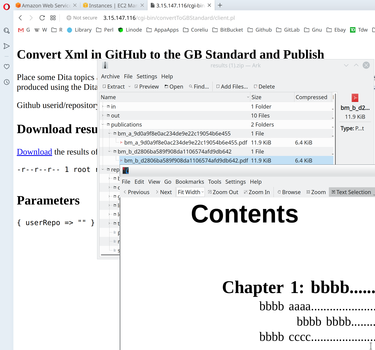 Amazon Web Serv
Instances | EC2 Mana
3.15.147.116/cgi-bin
3.15.147.116/cgi-bin/convertToGBStandard/client.pl
Library
Perl
Linode
AppaApps
Coreliu
BitBucket
Github
GitLab
Gnu
Ebay
Convert Xml in GitHub to the GB Standard and Publish
Place some Dita topics a
produced using the Dita
Github userid/repository
Download resu
Download the results of
-r--r--r-- 1 root r
Parameters
{ userRepo => "" }
Archive File Settings Help
Extract Preview Open Find... Add Files... Delete
Name Size Compressed
in 1 Folder
out 10 Files
publications 2 Folders
bm_a_9d0a9f8e0ac234de9e22c19054b6e455 1 File
bm_a_9d0a9f8e0ac234de9e22c19054b6e455.pdf 11.9 KiB 6.4 KiB
bm_b_d2806ba589f908da1106574afd9db642 1 File
bm_b_d2806ba589f908da1106574afd9db642.pdf 11.9 KiB 6.4 KiB
bm_b_d2...
11.9 KiB
Type: P...t
File Edit View Go Bookmarks Tools Settings Help
Previous Next Fit Width Zoom Out Zoom In Browse Zoom Text Selection
Contents
Chapter 1: bbbb......
bbbb aaaa......................
bbbb bbbb..........
bbbb cccc......................